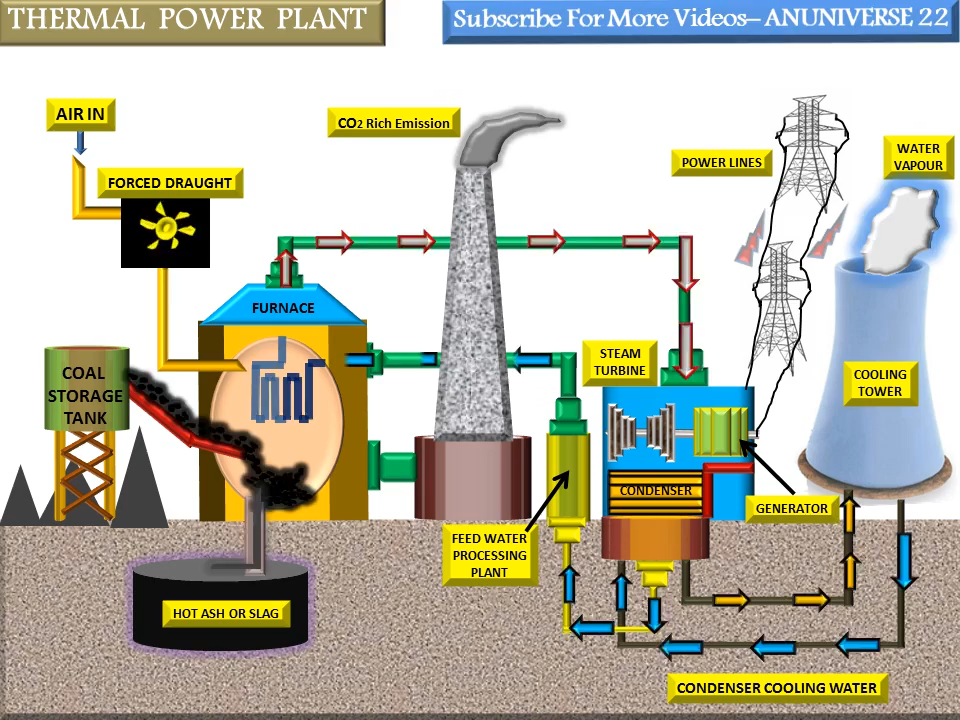 THERMAL POWER PLANT
Subscribe For More Videos– ANUNIVERSE 22
AIR IN
CO2 Rich Emission
POWER LINES
WATER
VAPOUR
FORCED DRAUGHT
FURNACE
STEAM
TURBINE
COAL
STORAGE
TANK
COOLING
TOWER
CONDENSER
GENERATOR
FEED WATER
PROCESSING
PLANT
HOT ASH OR SLAG
CONDENSER COOLING WATER